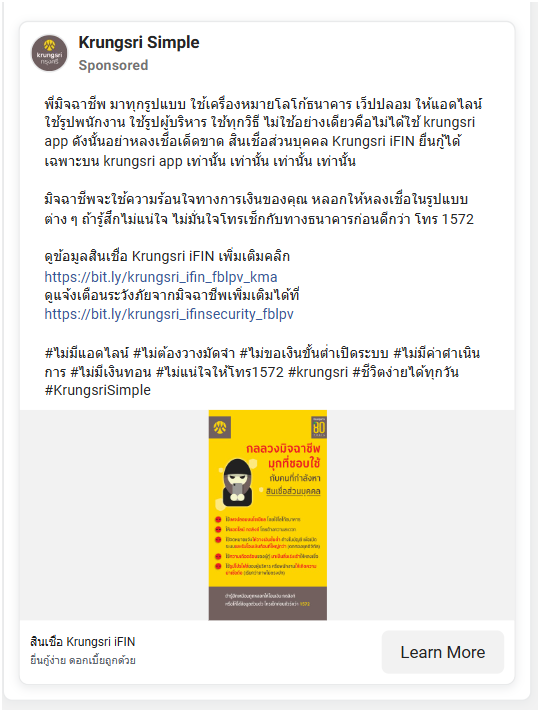 krungsri
กรุงศรี
Krungsri Simple
Sponsored
พี่มิจฉาชีพ มาทุกรูปแบบ ใช้เครื่องหมายโลโก้ธนาคาร เว็ปปลอม ให้แอดไลน์
ใช้รูปพนักงาน ใช้รูปผู้บริหาร ใช้ทุกวิธี ไม่ใช้อย่างเดียวคือไม่ได้ใช้ krungsri
app ดังนั้นอย่าหลงเชื่อเด็ดขาด สินเชื่อส่วนบุคคล Krungsri iFIN ยื่นกู้ได้
เฉพาะบน krungsri app เท่านั้น เท่านั้น เท่านั้น เท่านั้น
มิจฉาชีพจะใช้ความร้อนใจทางการเงินของคุณ หลอกให้หลงเชื่อในรูปแบบ
ต่าง ๆ ถ้ารู้สึกไม่แน่ใจ ไม่มั่นใจโทรเช็กกับทางธนาคารก่อนดีกว่า โทร 1572
ดูข้อมูลสินเชื่อ Krungsri iFIN เพิ่มเติมคลิก
https://bit.ly/krungsri_ifin_fblpv_kma
ดูแจ้งเตือนระวังภัยจากมิจฉาชีพเพิ่มเติมได้ที่
https://bit.ly/krungsri_ifinsecurity_fblpv
#ไม่มีแอดไลน์ #ไม่ต้องวางมัดจำ #ไม่ขอเงินขั้นต่ำเปิดระบบ #ไม่มีค่าดำเนิน
การ #ไม่มีเงินทอน #ไม่แน่ใจให้โทร1572 #krungsri #ชีวิตง่ายได้ทุกวัน
#KrungsriSimple
กลลวงมิจฉาชีพ
มุกที่ชอบใช้
กับคนที่กำลังหา
สินเชื่อส่วนบุคคล
สินเชื่อ Krungsri iFIN
ยื่นกู้ง่าย ดอกเบี้ยถูกด้วย
Learn More